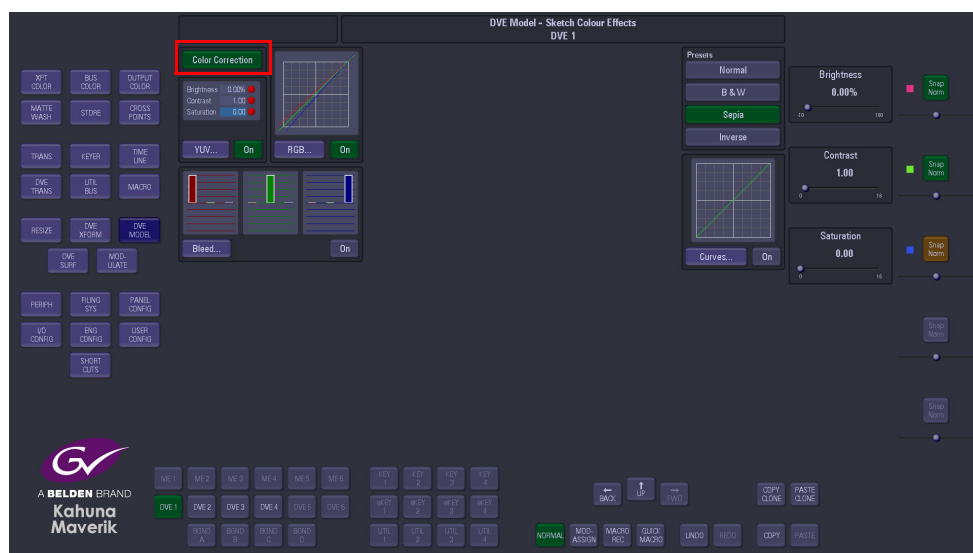 DVE Model - Sketch Colour Effects
DVE 1
Color Correction
Brightness 0.00%
Contrast 1.00
Saturation 0.00
YUV... On
RGB... On
Bleed... On
Presets
Normal
B & W
Sepia
Inverse
Curves... On
Brightness
0.00%
-10 100
Snap
Norm
Contrast
1.00
0 16
Snap
Norm
Saturation
0.00
0 16
Snap
Norm
Snap
Norm
Snap
Norm
XPT
COLOR
BUS
COLOR
OUTPUT
COLOR
MATTE
WASH
STORE
CROSS
POINTS
TRANS
KEYER
TIME
LINE
DVE
TRANS
UTIL
BUS
MACRO
RESIZE
DVE
XFORM
DVE
MODEL
DVE
SURF
MOD-
ULATE
PERIPH
FILING
SYS
PANEL
CONFIG
I/O
CONFIG
ENG
CONFIG
USER
CONFIG
SHORT
CUTS
GV
A BELDEN BRAND
Kahuna
Maverik
ME 1 ME 2 ME 3 ME 4 ME 5 ME 6
DVE 1 DVE 2 DVE 3 DVE 4 DVE 5 DVE 6
BOND
A
BOND
B
BOND
C
BOND
D
KEY
1
KEY
2
KEY
3
KEY
4
eKEY
1
eKEY
2
eKEY
3
eKEY
4
UTIL
1
UTIL
2
UTIL
3
UTIL
4
BACK
UP
FWD
COPY
CLONE
PASTE
CLONE
NORMAL
MOD-
ASSIGN
MACRO
REC
QUICK
MACRO
UNDO REDO COPY PASTE